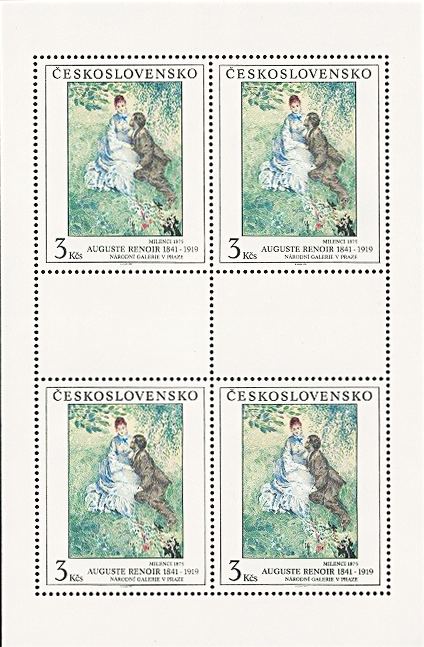 ČESKOSLOVENSKO
MILENCI 1875
3 Kčs
AUGUSTE RENOIR 1841 - 1919
NÁRODNÍ GALERIE V PRAZE
ČESKOSLOVENSKO
MILENCI 1875
3 Kčs
AUGUSTE RENOIR 1841 - 1919
NÁRODNÍ GALERIE V PRAZE
ČESKOSLOVENSKO
MILENCI 1875
3 Kčs
AUGUSTE RENOIR 1841 - 1919
NÁRODNÍ GALERIE V PRAZE
ČESKOSLOVENSKO
MILENCI 1875
3 Kčs
AUGUSTE RENOIR 1841 - 1919
NÁRODNÍ GALERIE V PRAZE